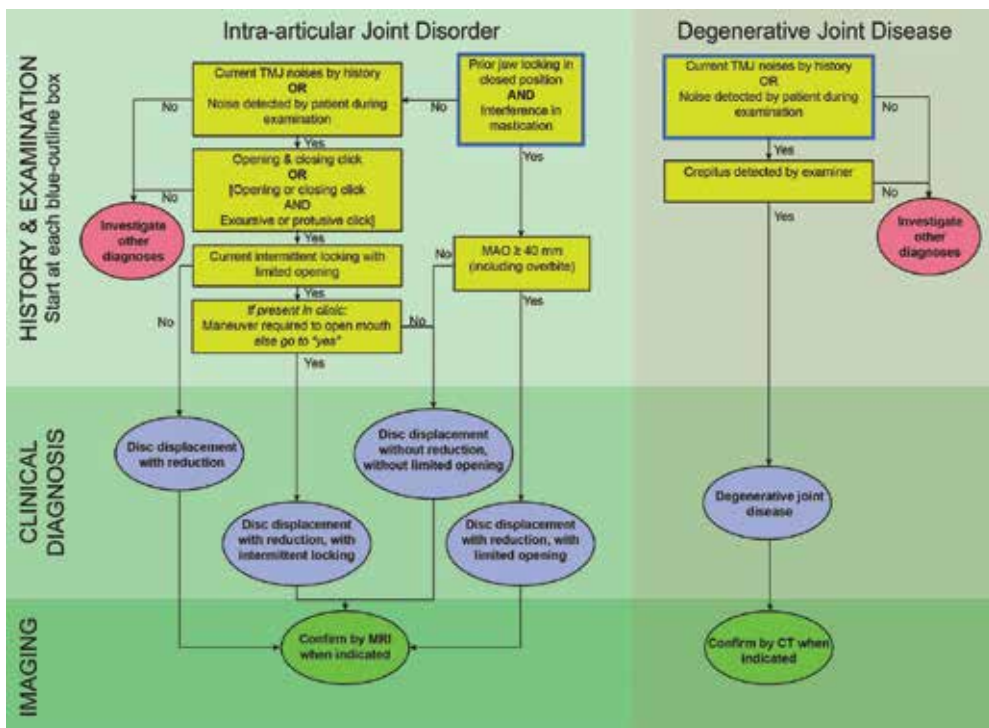 Intra-articular Joint Disorder
Degenerative Joint Disease
HISTORY & EXAMINATION
Start at each blue-outline box
Current TMJ noises by history
OR
Noise detected by patient during
examination
No
Yes
No
Prior jaw locking in
closed position
AND
Interference in
mastication
Yes
Opening & closing click
OR
[Opening or closing click
AND
Excursive or protrusive click]
No
Yes
Investigate
other
diagnoses
Current intermittent locking with
limited opening
No
Yes
If present in clinic:
Maneuver required to open mouth
else go to "yes"
No
Yes
MAO ≥ 40 mm
(including overbite)
No
Yes
Current TMJ noises by history
OR
Noise detected by patient during
examination
No
Yes
Crepitus detected by examiner
No
Yes
Investigate
other
diagnoses
CLINICAL
DIAGNOSIS
Disc displacement
with reduction
Disc displacement
without reduction,
without limited opening
Disc displacement
with reduction, with
intermittent locking
Disc displacement
with reduction, with
limited opening
Degenerative joint
disease
IMAGING
Confirm by MRI
when indicated
Confirm by CT when
indicated